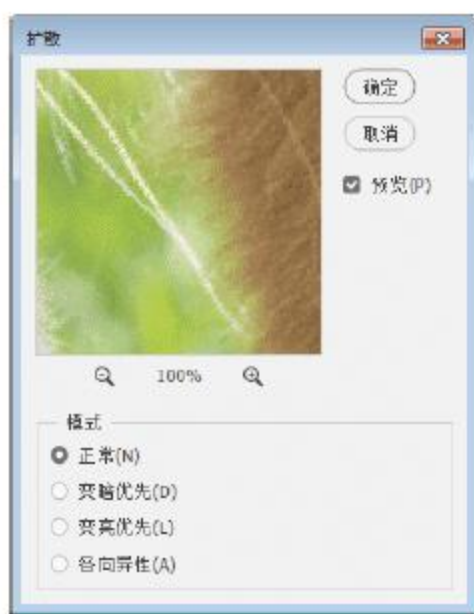 扩散
确定
取消
预览(P)
100%
模式
正常(N)
变暗优先(D)
变亮优先(L)
各向异性(A)